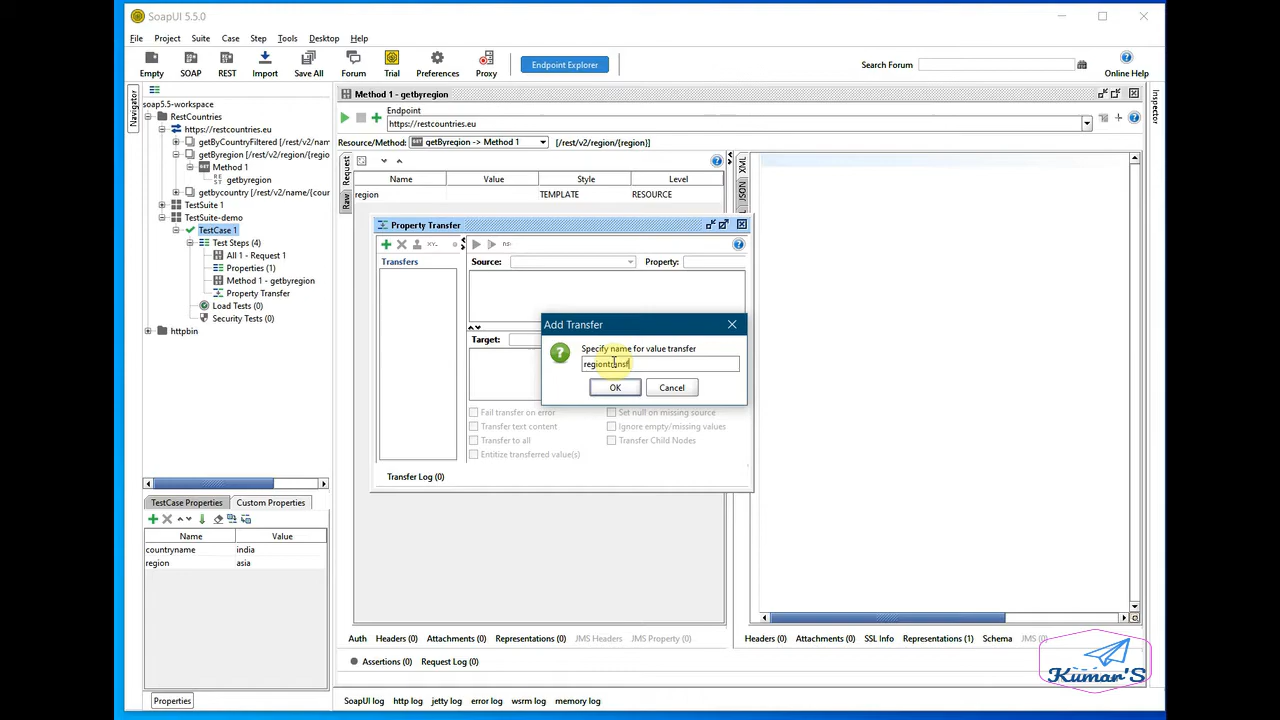 SoapUI 5.5.0
File Project Suite Case Step Tools Desktop Help
Empty SOAP REST Import Save All Forum Trial Preferences Proxy Endpoint Explorer Search Forum Online Help
Navigator
soap5.5-workspace
RestCountries
https://restcountries.eu
getByCountryFiltered [/rest/v2/name
getByregion [/rest/v2/region/{regio
Method 1
getbyregion
getbycountry [/rest/v2/name/{cour
TestSuite 1
TestSuite-demo
TestCase 1
Test Steps (4)
All 1 - Request 1
Properties (1)
Method 1 - getbyregion
Property Transfer
Load Tests (0)
Security Tests (0)
httpbin
TestCase Properties Custom Properties
Name Value
countryname india
region asia
Properties
Method 1 - getbyregion
Endpoint
https://restcountries.eu
Resource/Method: getByregion -> Method 1 [/rest/v2/region/{region}]
Request
Raw
Name Value Style Level
region TEMPLATE RESOURCE
XML
JSON
Inspector
Property Transfer
Transfers
Source: Property:
Target:
Fail transfer on error Set null on missing source
Transfer text content Ignore empty/missing values
Transfer to all Transfer Child Nodes
Entitize transferred value(s)
Transfer Log (0)
Add Transfer
Specify name for value transfer
regiontransf
OK Cancel
Auth Headers (0) Attachments (0) Representations (0) JMS Headers JMS Property (0)
Headers (0) Attachments (0) SSL Info Representations (1) Schema JMS (0)
Assertions (0) Request Log (0)
SoapUI log http log jetty log error log wsrm log memory log
Kumar'S